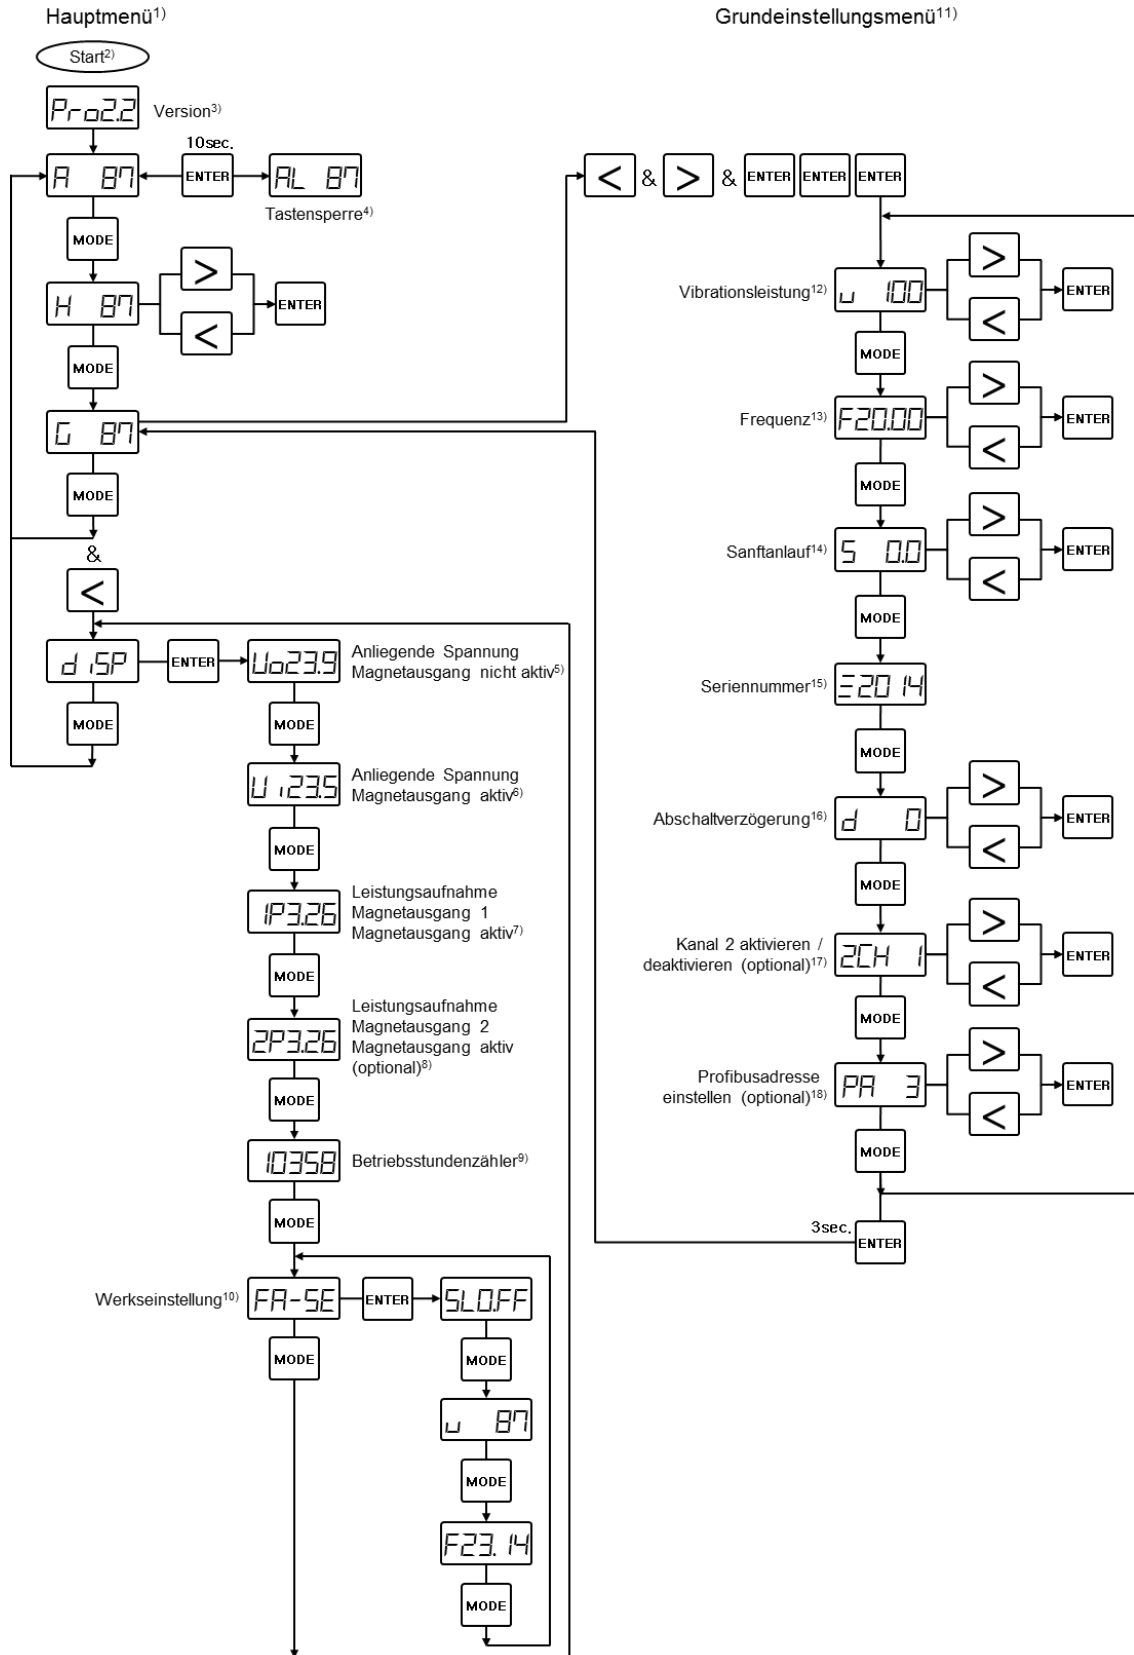 Hauptmenü1)
Start2)
Pro2.2
Version3)
A 87
10sec.
ENTER
AL 87
Tastensperre4)
MODE
H 87
>
<
ENTER
MODE
G 87
MODE
&
<
diSP
ENTER
MODE
Uo23.9
Anliegende Spannung
Magnetausgang nicht aktiv5)
MODE
Ui23.5
Anliegende Spannung
Magnetausgang aktiv6)
MODE
1P3.26
Leistungsaufnahme
Magnetausgang 1
Magnetausgang aktiv7)
MODE
2P3.26
Leistungsaufnahme
Magnetausgang 2
Magnetausgang aktiv
(optional)8)
MODE
10358
Betriebsstundenzähler9)
MODE
Werkseinstellung10)
FA-SE
ENTER
SLO.FF
MODE
MODE
u 87
MODE
F23.14
MODE
Grundeinstellungsmenü11)
< & > & ENTER ENTER ENTER
Vibrationsleistung12)
u 100
>
<
ENTER
MODE
Frequenz13)
F20.00
>
<
ENTER
MODE
Sanftanlauf14)
S 0.0
>
<
ENTER
MODE
Seriennummer15)
Ξ2014
MODE
Abschaltverzögerung16)
d 0
>
<
ENTER
MODE
Kanal 2 aktivieren /
deaktivieren (optional)17)
2CH 1
>
<
ENTER
MODE
Profibusadresse
einstellen (optional)18)
PA 3
>
<
ENTER
MODE
3sec.
ENTER